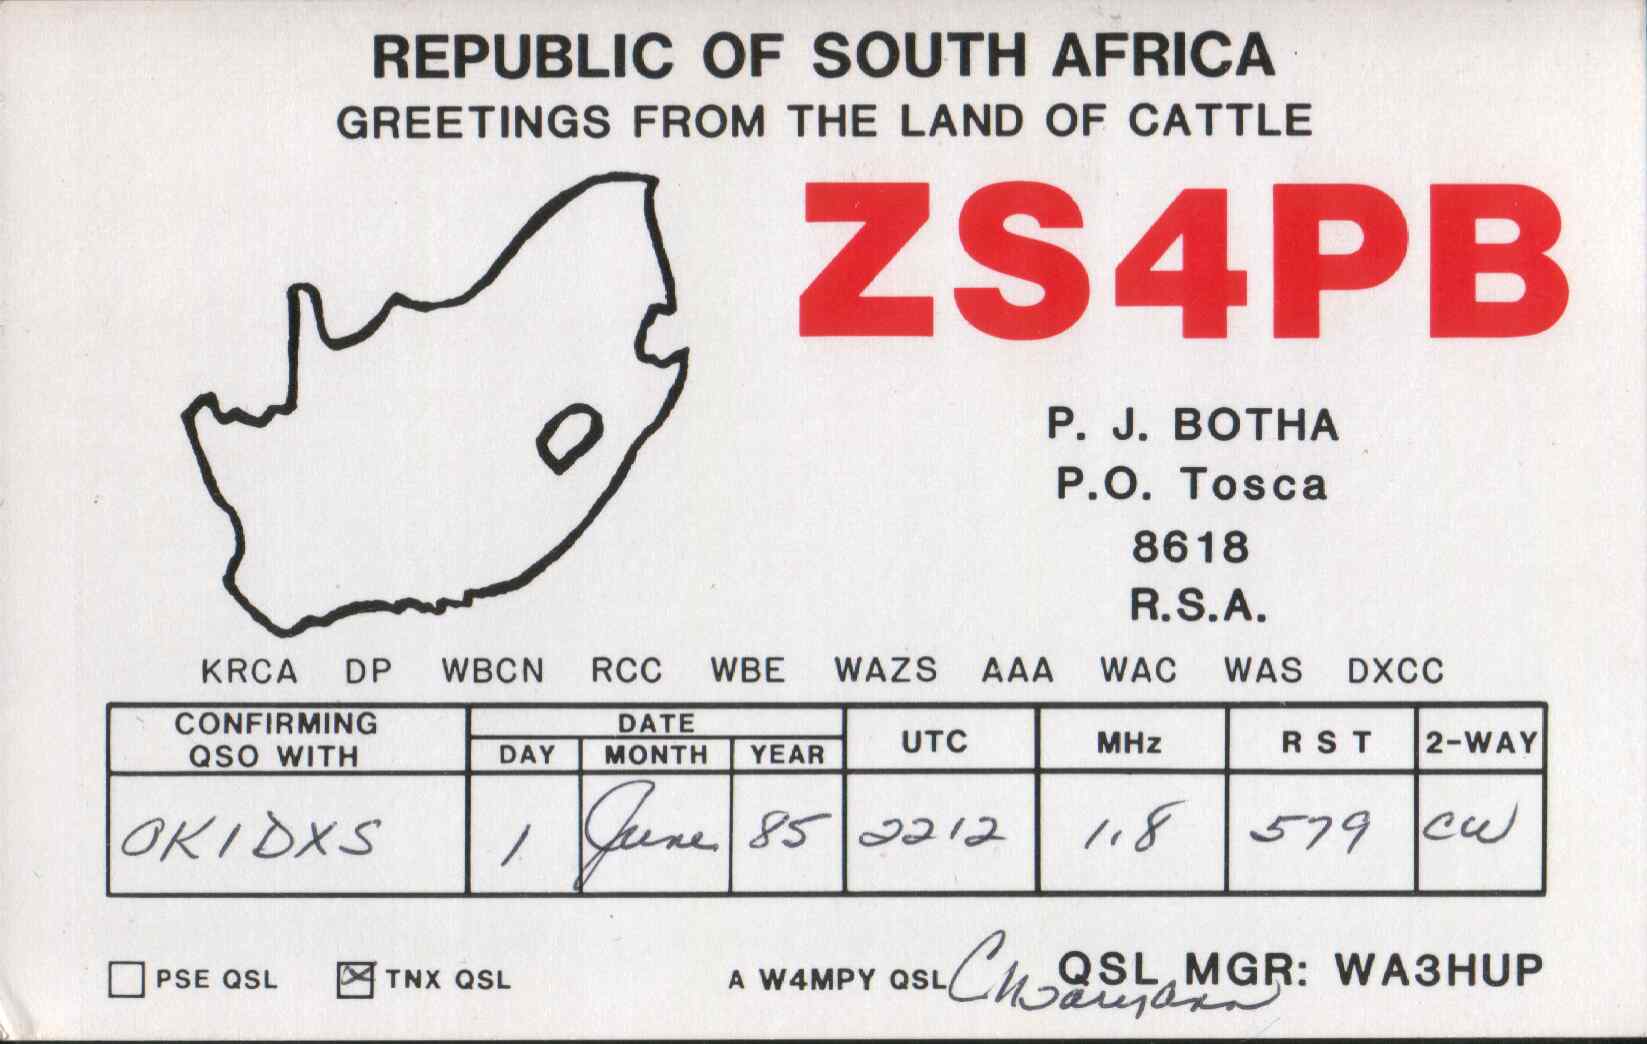 REPUBLIC OF SOUTH AFRICA
GREETINGS FROM THE LAND OF CATTLE
ZS4PB
P. J. BOTHA
P.O. Tosca
8618
R.S.A.
KRCA DP WBCN RCC WBE WAZS AAA WAC WAS DXCC
CONFIRMING QSO WITH DATE DAY MONTH YEAR UTC MHz RST 2-WAY
OK1DXS 1 June 85 2212 1.8 579 CW
PSE QSL TNX QSL A W4MPY QSL QSL MGR: WA3HUP
Maryann